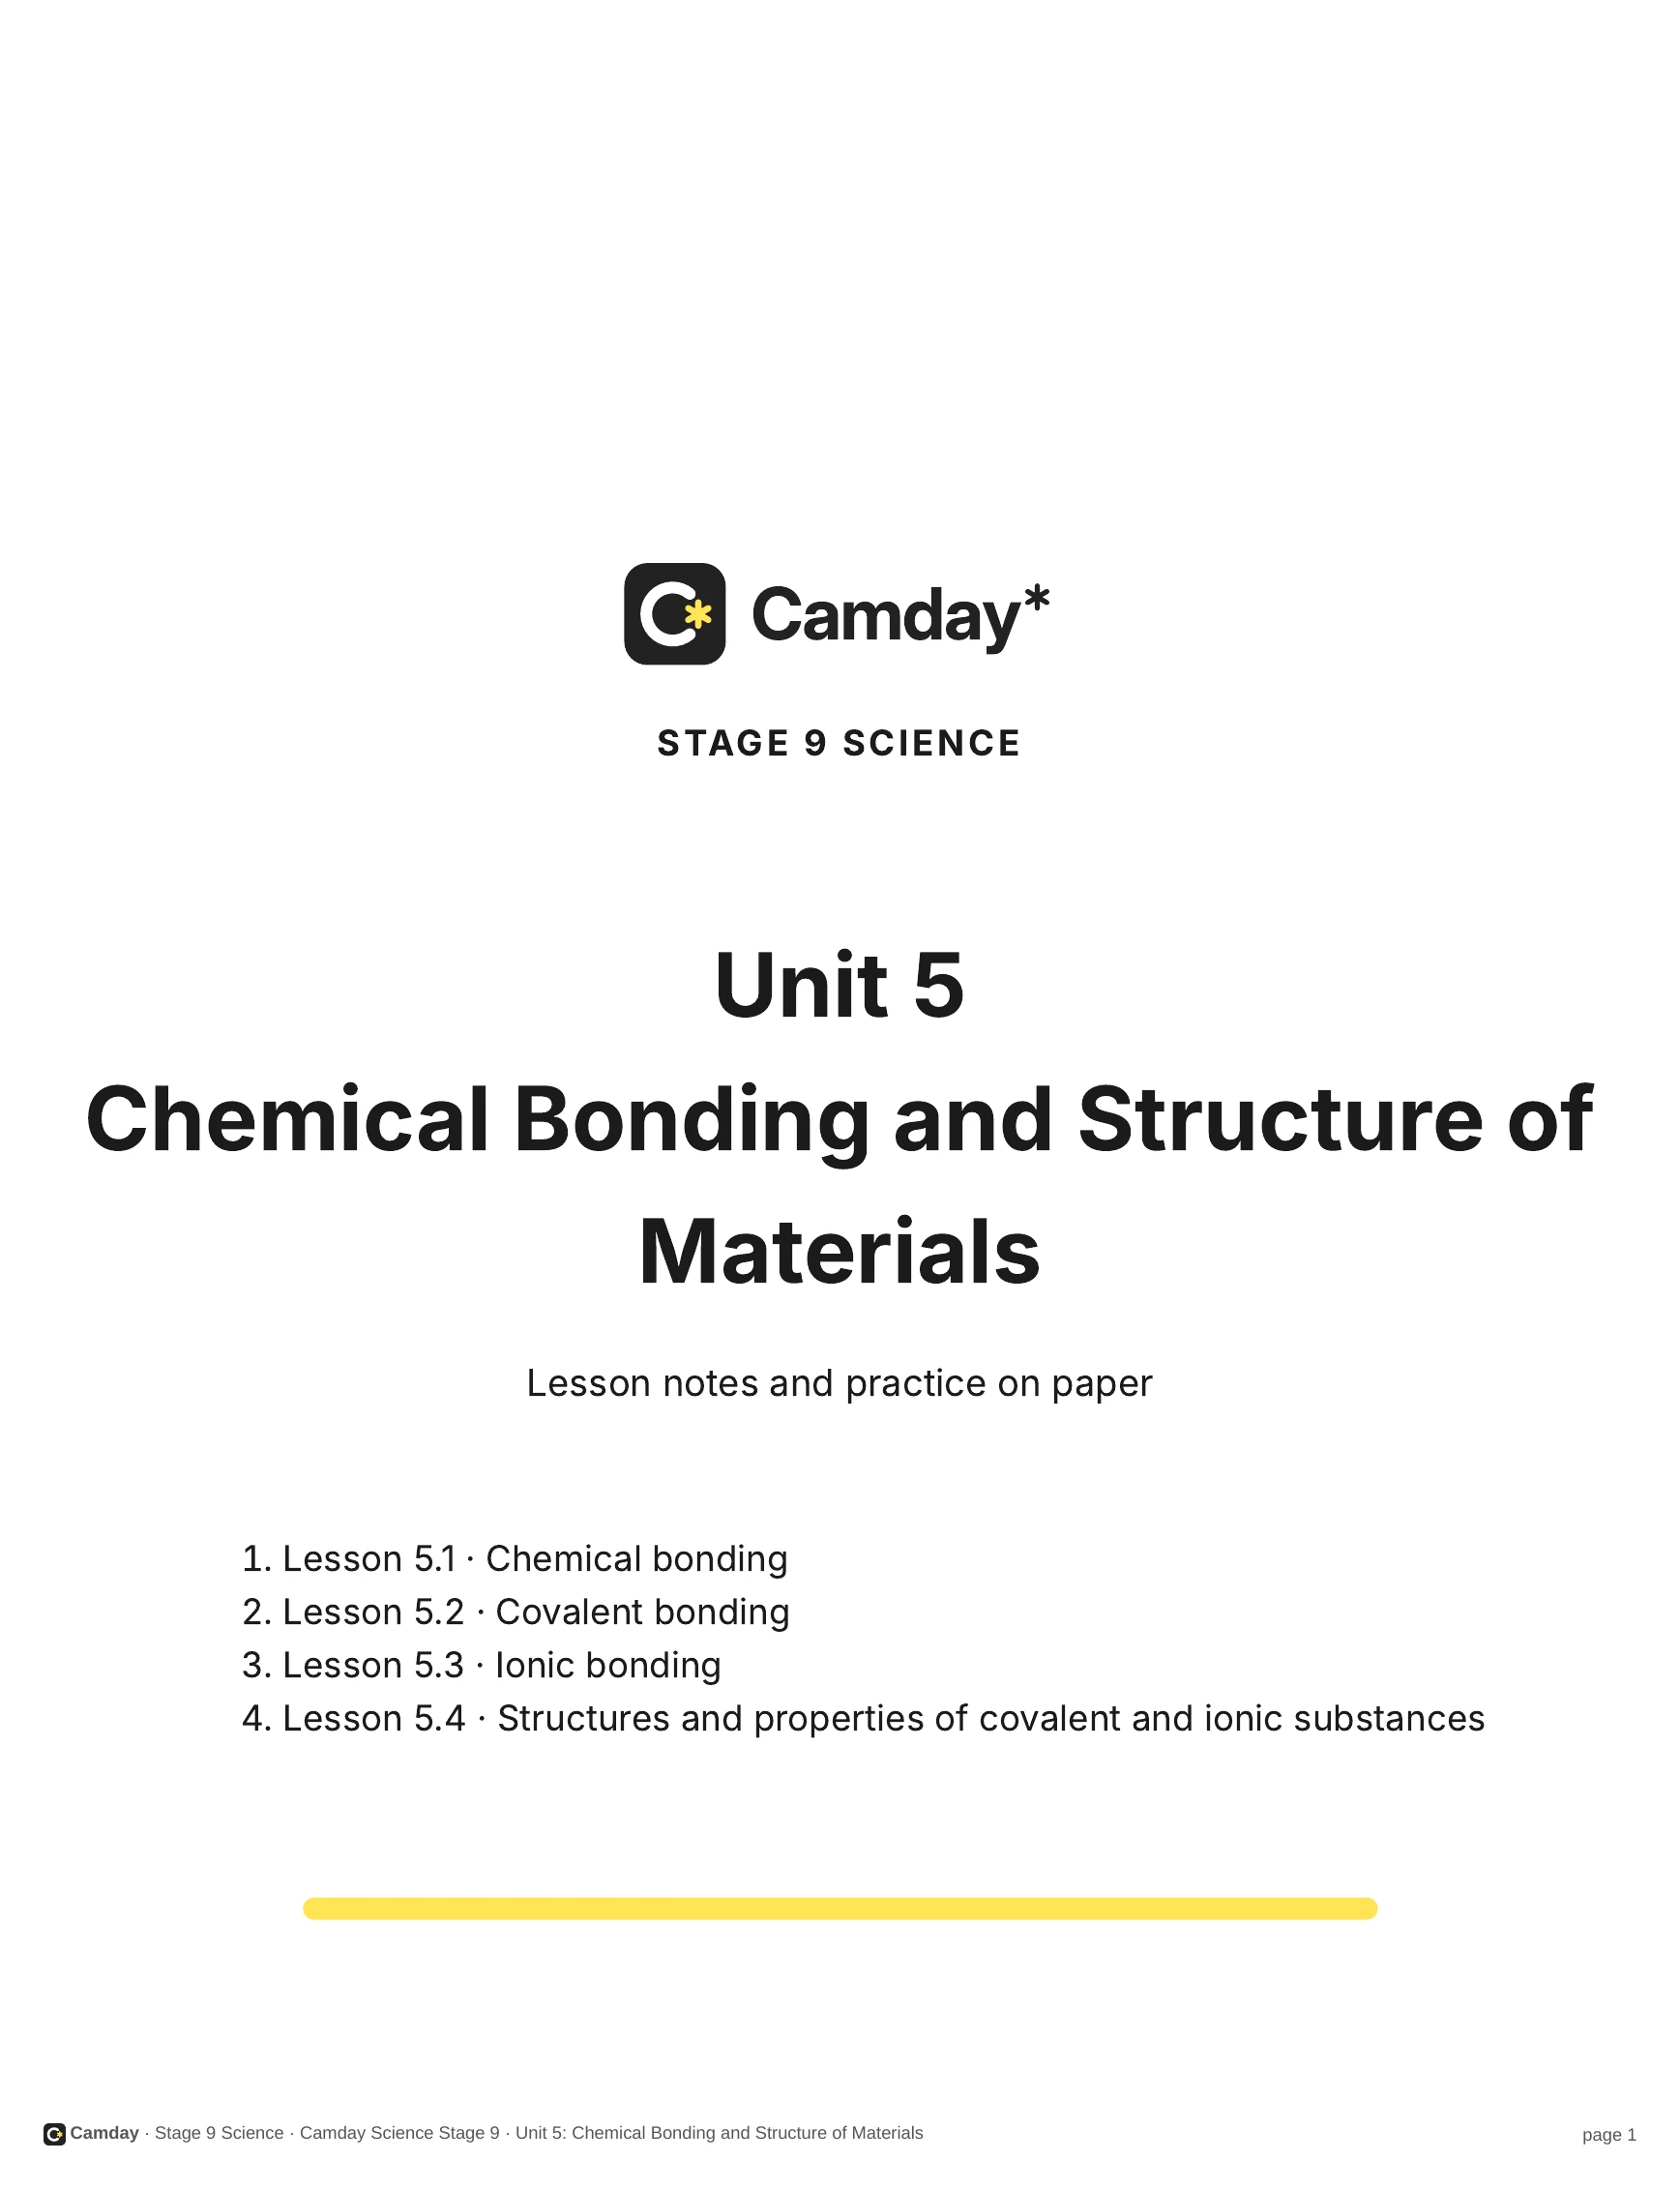 Camday*
STAGE 9 SCIENCE
Unit 5
Chemical Bonding and Structure of
Materials
Lesson notes and practice on paper
1. Lesson 5.1 · Chemical bonding
2. Lesson 5.2 · Covalent bonding
3. Lesson 5.3 · Ionic bonding
4. Lesson 5.4 · Structures and properties of covalent and ionic substances
Camday · Stage 9 Science · Camday Science Stage 9 · Unit 5: Chemical Bonding and Structure of Materials
page 1